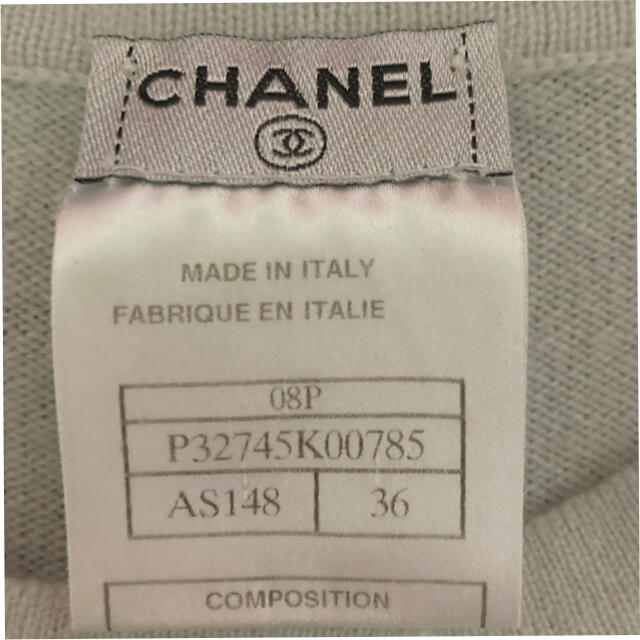 CHANEL
MADE IN ITALY
FABRIQUE EN ITALIE
08P
P32745K00785
AS148 36
COMPOSITION